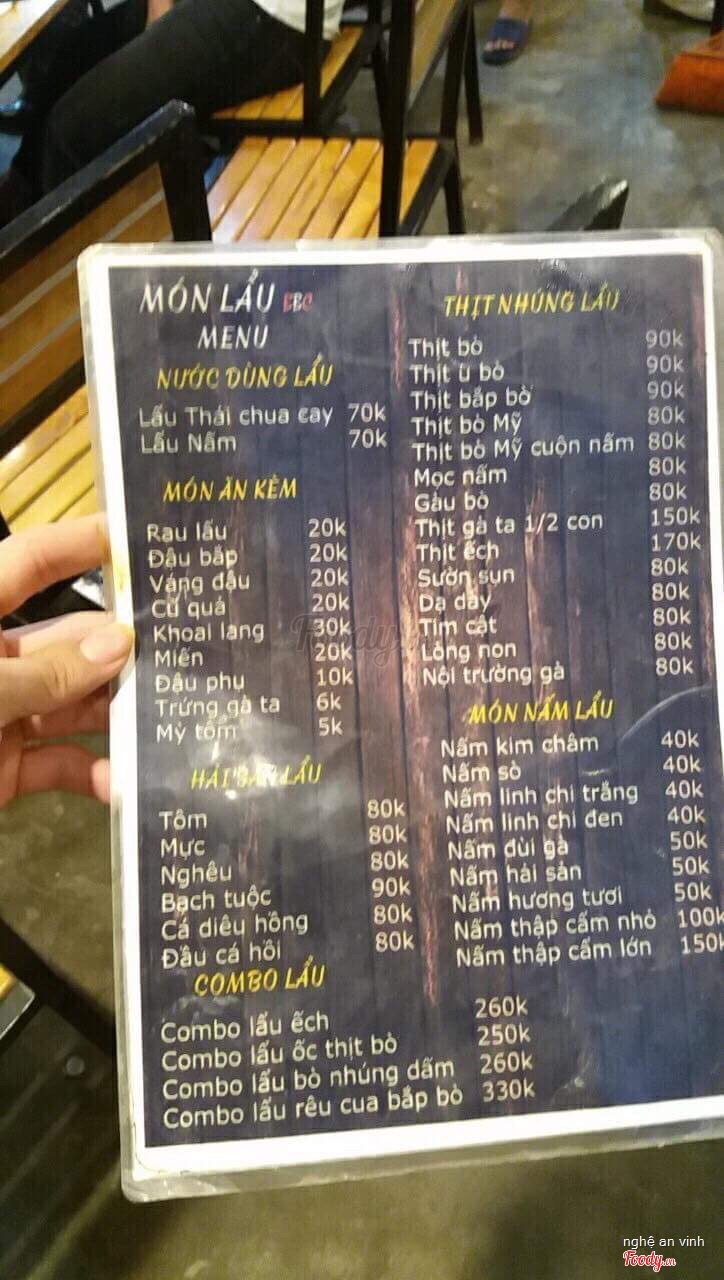 MÓN LẨU BBQ
MENU
NƯỚC DÙNG LẨU
Lẩu Thái chua cay 70k
Lẩu Nấm 70k
MÓN ĂN KÈM
Rau lẩu 20k
Đậu bắp 20k
Váng đậu 20k
Củ quả 20k
Khoai lang 30k
Miến 20k
Đậu phụ 10k
Trứng gà ta 6k
Mỳ tôm 5k
HẢI SẢN LẨU
Tôm 80k
Mực 80k
Nghêu 80k
Bạch tuộc 90k
Cá diêu hồng 80k
Đầu cá hồi 80k
COMBO LẨU
Combo lẩu ếch 260k
Combo lẩu ốc thịt bò 250k
Combo lẩu bò nhúng dấm 260k
Combo lẩu rêu cua bắp bò 330k
THỊT NHÚNG LẨU
Thịt bò 90k
Thịt ù bò 90k
Thịt bắp bò 90k
Thịt bò Mỹ 80k
Thịt bò Mỹ cuộn nấm 80k
Mọc nấm 80k
Gàu bò 80k
Thịt gà ta 1/2 con 150k
Thịt ếch 170k
Sườn sụn 80k
Dạ dày 80k
Tim cật 80k
Lòng non 80k
Nội trường gà 80k
MÓN NẤM LẨU
Nấm kim châm 40k
Nấm sò 40k
Nấm linh chi trắng 40k
Nấm linh chi đen 40k
Nấm đùi gà 50k
Nấm hải sản 50k
Nấm hương tươi 50k
Nấm thập cẩm nhỏ 100k
Nấm thập cẩm lớn 150k
Foody.vn
nghệ an vinh
Foody.vn